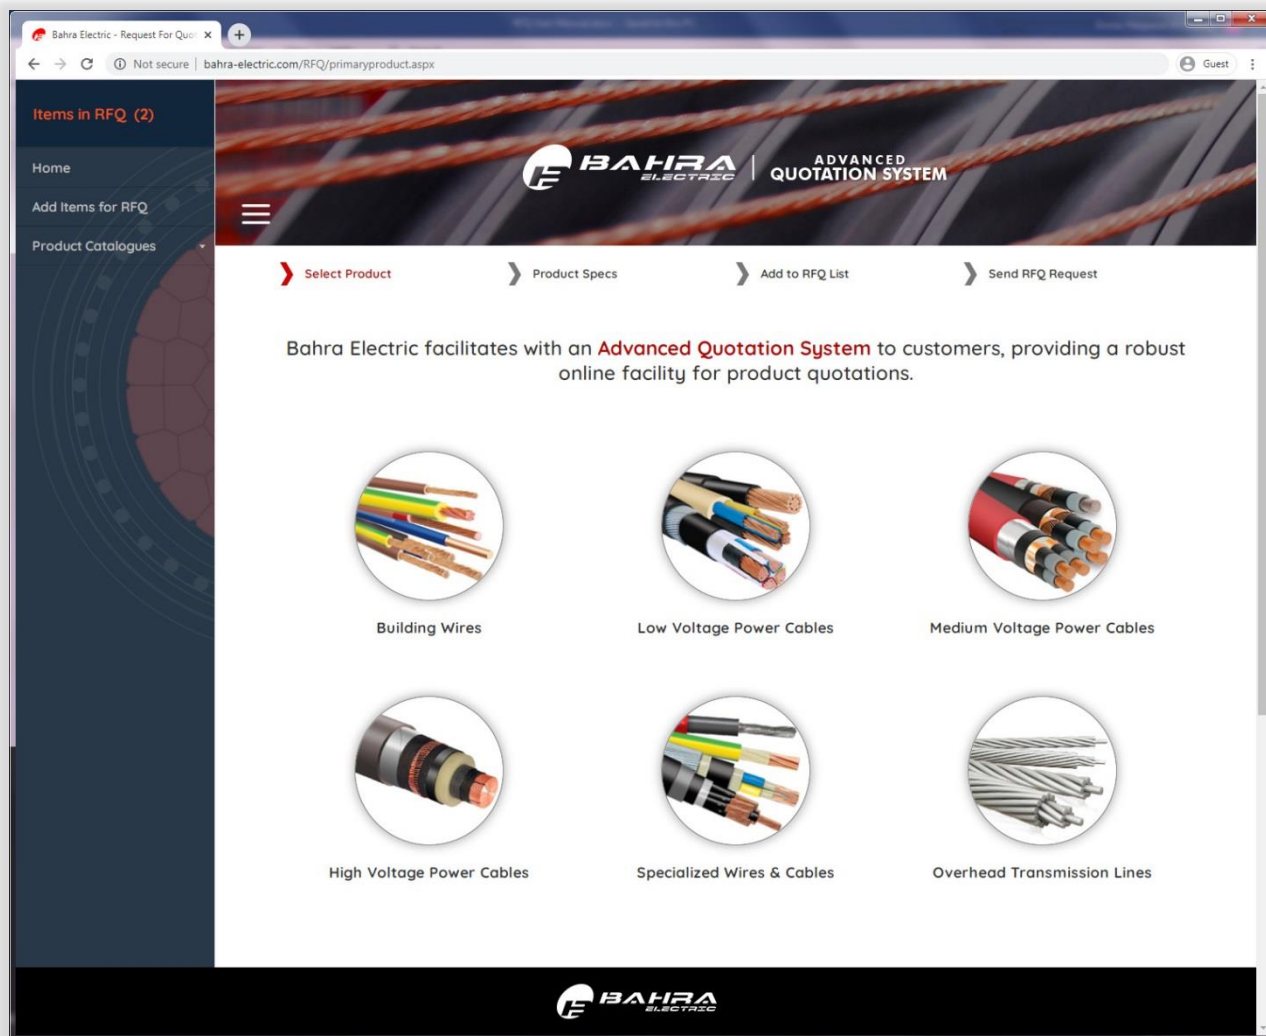 Bahra Electric - Request For Quot
Not secure | bahra-electric.com/RFQ/primaryproduct.aspx
Guest
Items in RFQ (2)
Home
Add Items for RFQ
Product Catalogues
BAHRA ELECTRIC | ADVANCED QUOTATION SYSTEM
Select Product
Product Specs
Add to RFQ List
Send RFQ Request
Bahra Electric facilitates with an Advanced Quotation System to customers, providing a robust
online facility for product quotations.
Building Wires
Low Voltage Power Cables
Medium Voltage Power Cables
High Voltage Power Cables
Specialized Wires & Cables
Overhead Transmission Lines
BAHRA
ELECTRIC